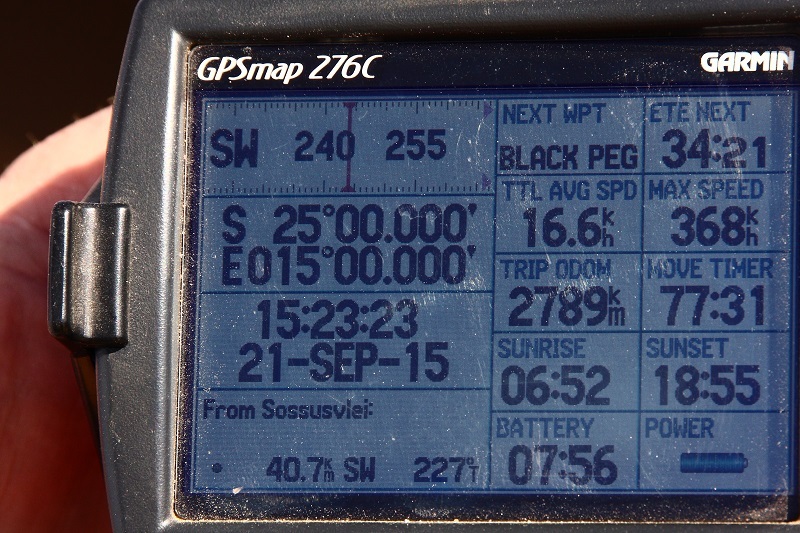 GPSmap 276C GARMIN
SW 240 255
S 25°00.000'
E015°00.000'
15:23:23
21-SEP-15
From Sossusvlei:
• 40.7km SW 227°T
NEXT WPT
BLACK PEG
ETE NEXT
34:21
TTL AVG SPD
16.6kh
MAX SPEED
368kh
TRIP ODOM
2789km
MOVE TIMER
77:31
SUNRISE
06:52
SUNSET
18:55
BATTERY
07:56
POWER